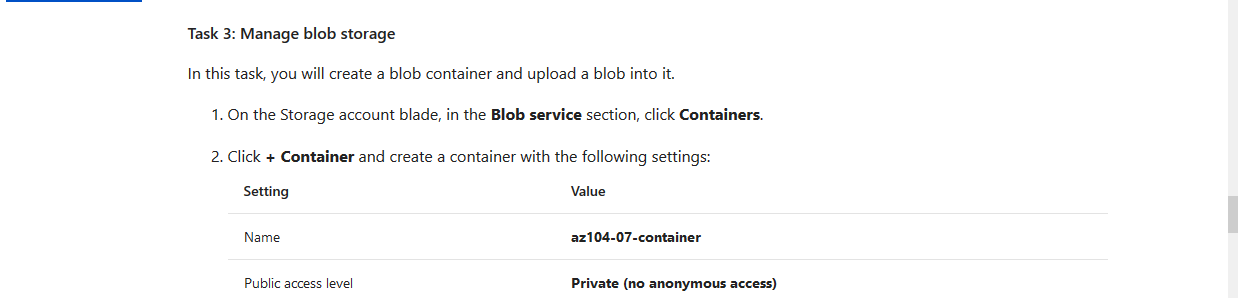 Task 3: Manage blob storage
In this task, you will create a blob container and upload a blob into it.
1. On the Storage account blade, in the Blob service section, click Containers.
2. Click + Container and create a container with the following settings:
Setting Value
Name az104-07-container
Public access level Private (no anonymous access)